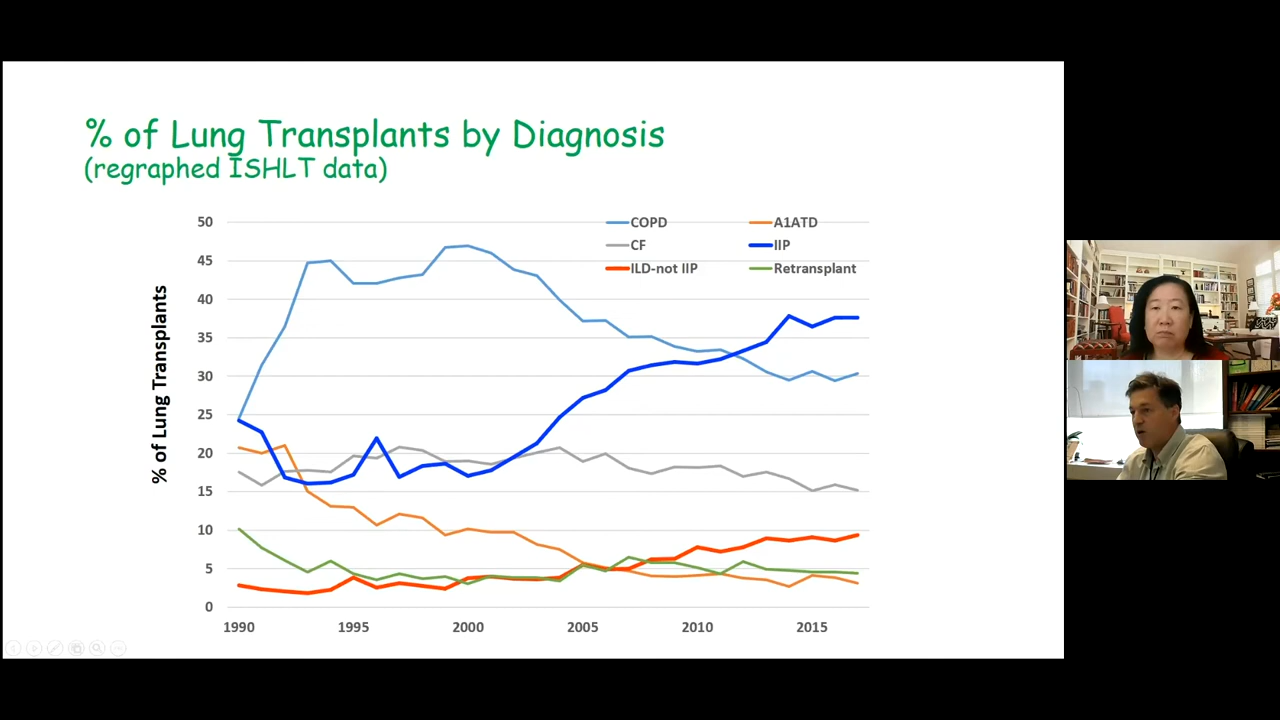 % of Lung Transplants by Diagnosis
(regraphed ISHLT data)
% of Lung Transplants
50
45
40
35
30
25
20
15
10
5
0
COPD
A1ATD
CF
IIP
ILD-not IIP
Retransplant
1990
1995
2000
2005
2010
2015